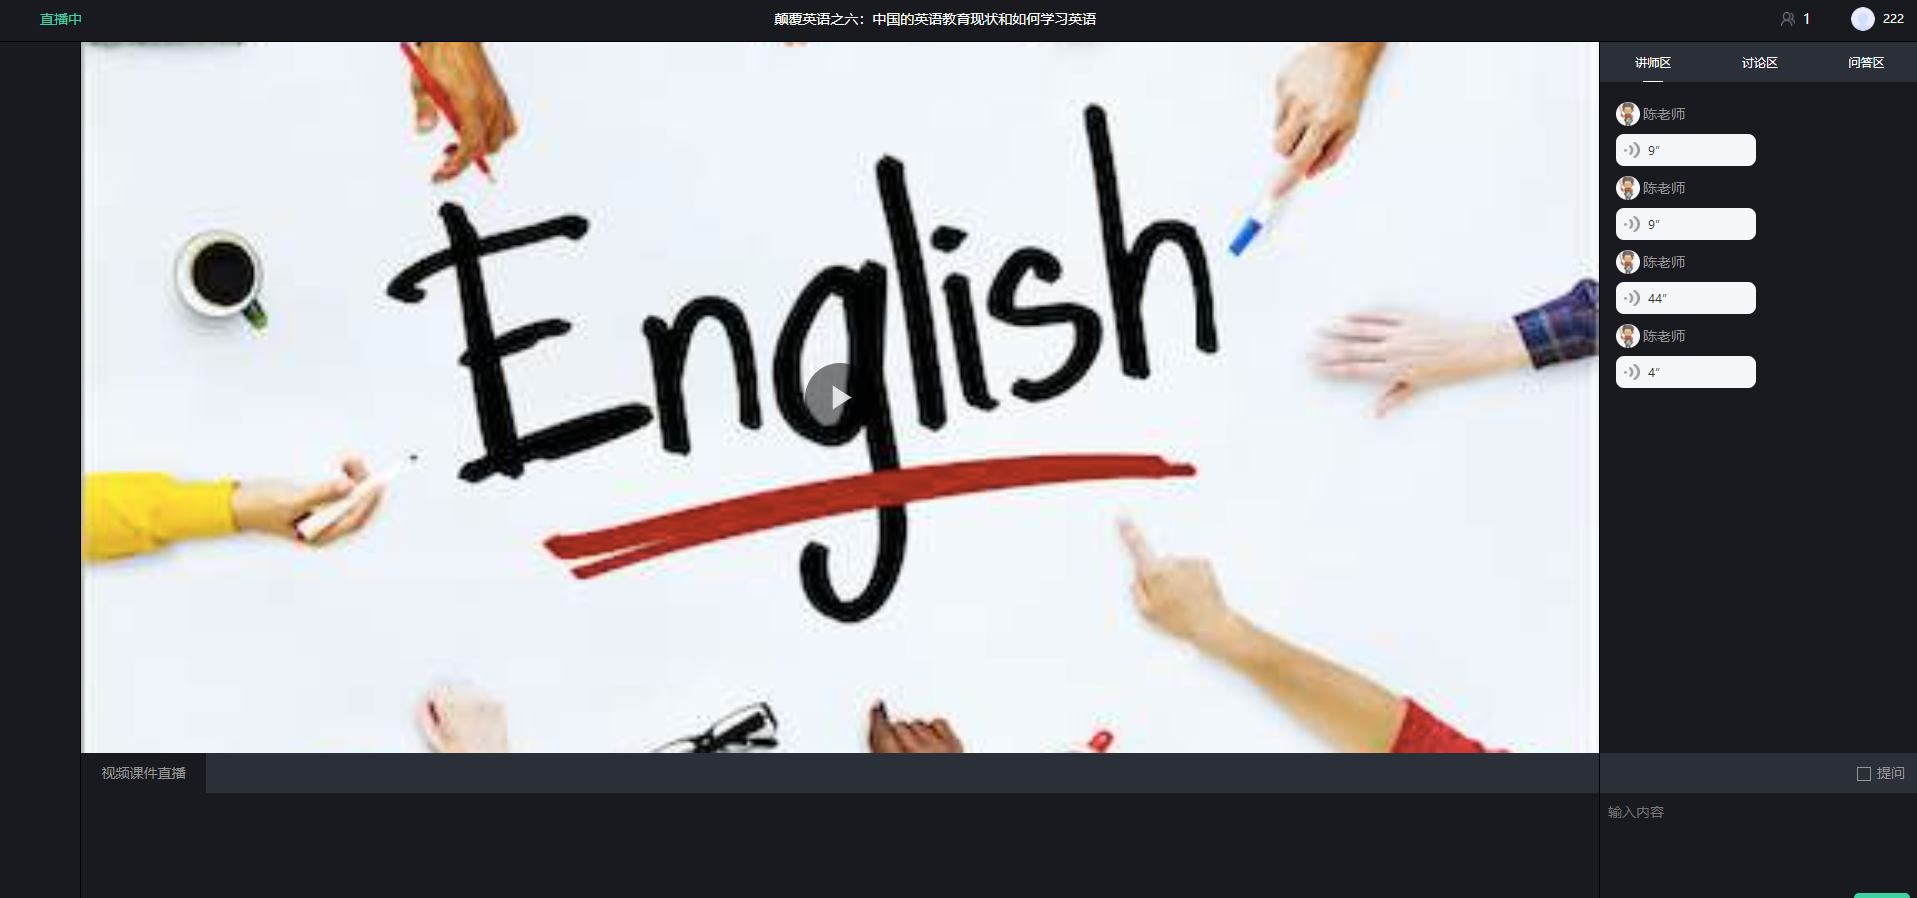 直播中
颠覆英语之六：中国的英语教育现状和如何学习英语
1
222
讲师区
讨论区
问答区
陈老师
9"
陈老师
9"
陈老师
44"
陈老师
4"
English
视频课件直播
提问
输入内容